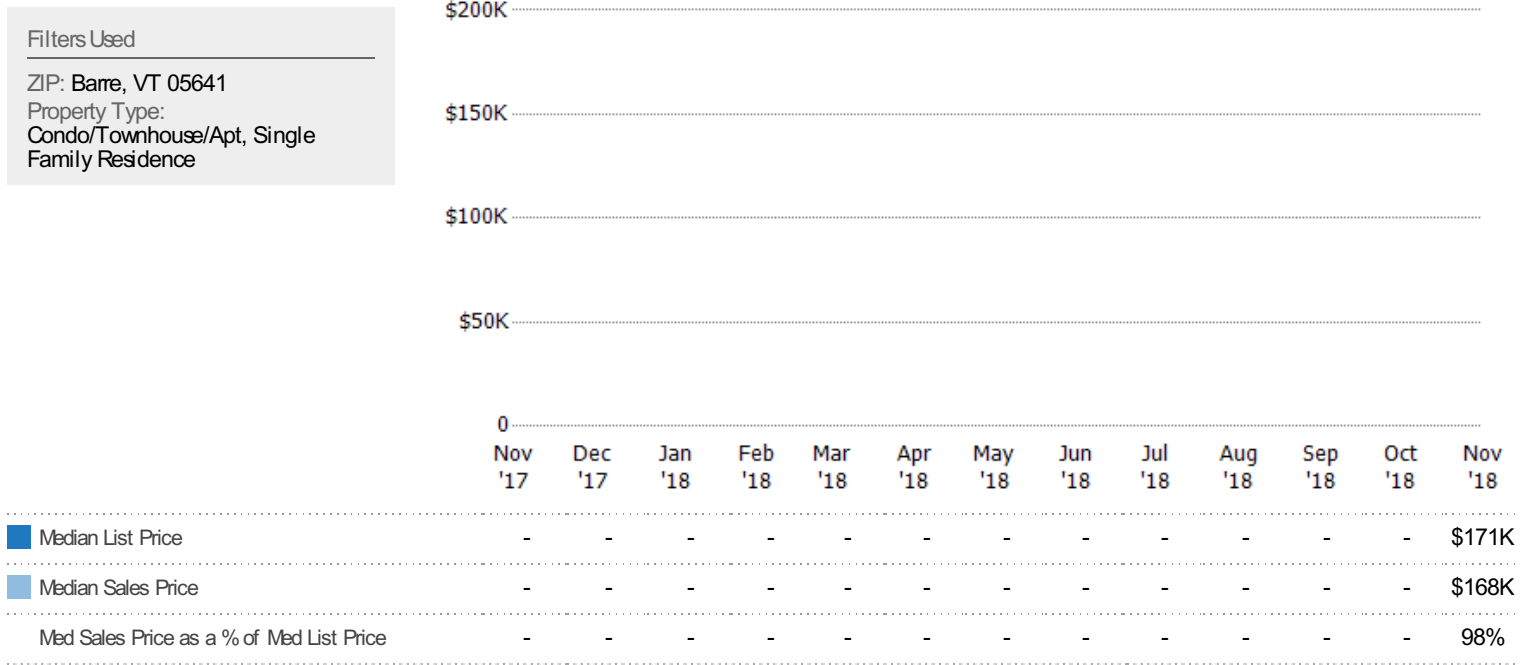 Filters Used
ZIP: Barre, VT 05641
Property Type:
Condo/Townhouse/Apt, Single
Family Residence
$200K
$150K
$100K
$50K
0
Nov Dec Jan Feb Mar Apr May Jun Jul Aug Sep Oct Nov
'17 '17 '18 '18 '18 '18 '18 '18 '18 '18 '18 '18 '18
Median List Price - - - - - - - - - - - - $171K
Median Sales Price - - - - - - - - - - - - $168K
Med Sales Price as a % of Med List Price - - - - - - - - - - - - 98%